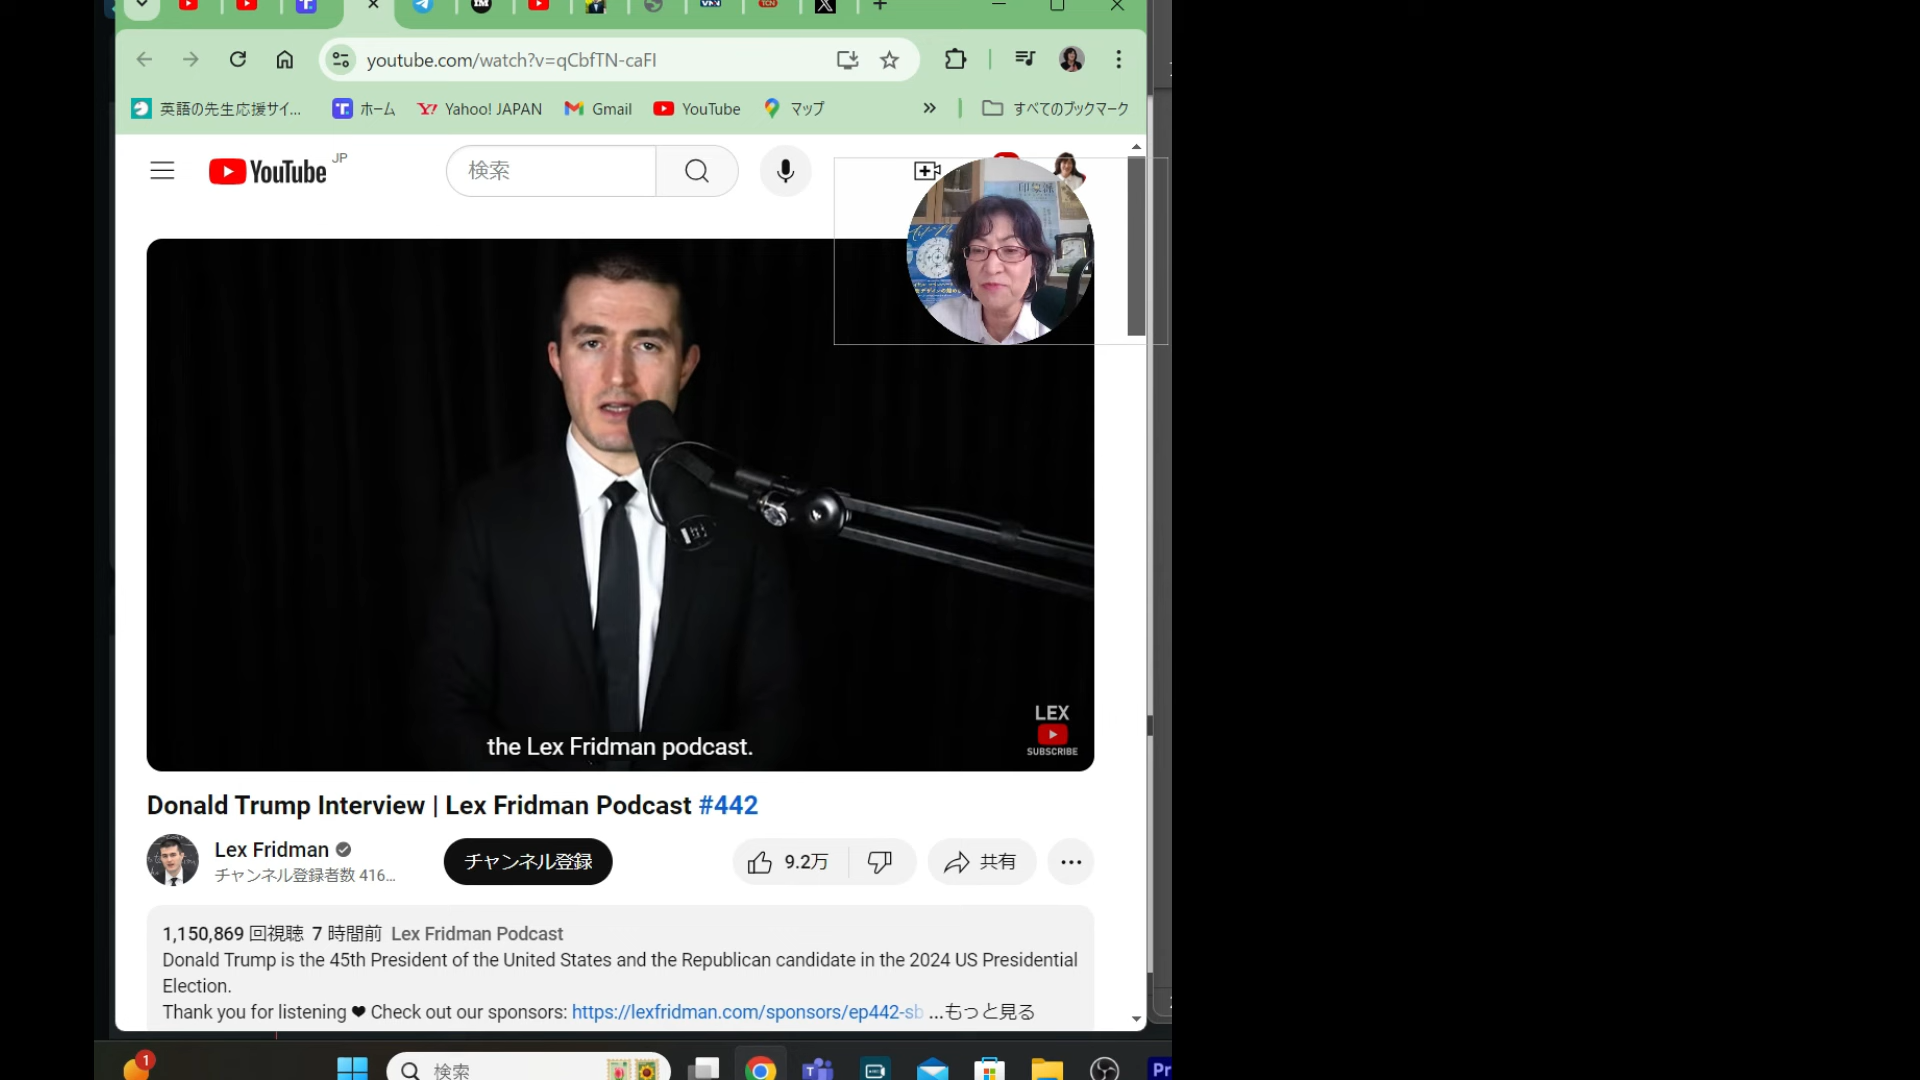 youtube.com/watch?v=qCbfTN-caFI
英語の先生応援サイ...
ホーム
Yahoo! JAPAN
Gmail
YouTube
マップ
»
すべてのブックマーク
YouTube JP
検索
the Lex Fridman podcast.
LEX
SUBSCRIBE
Donald Trump Interview | Lex Fridman Podcast #442
Lex Fridman
チャンネル登録者数 416...
チャンネル登録
9.2万
共有
1,150,869 回視聴 7 時間前 Lex Fridman Podcast
Donald Trump is the 45th President of the United States and the Republican candidate in the 2024 US Presidential
Election.
Thank you for listening ❤ Check out our sponsors: https://lexfridman.com/sponsors/ep442-sb ...もっと見る
1
検索
Pr